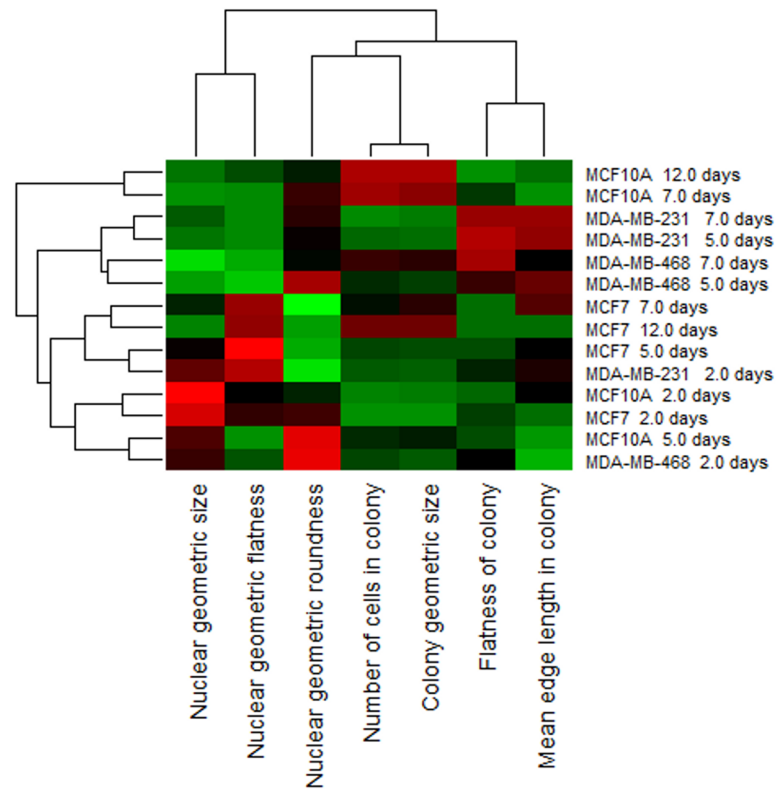 MCF10A 12.0 days
MCF10A 7.0 days
MDA-MB-231 7.0 days
MDA-MB-231 5.0 days
MDA-MB-468 7.0 days
MDA-MB-468 5.0 days
MCF7 7.0 days
MCF7 12.0 days
MCF7 5.0 days
MDA-MB-231 2.0 days
MCF10A 2.0 days
MCF7 2.0 days
MCF10A 5.0 days
MDA-MB-468 2.0 days
Nuclear geometric size
Nuclear geometric flatness
Nuclear geometric roundness
Number of cells in colony
Colony geometric size
Flatness of colony
Mean edge length in colony